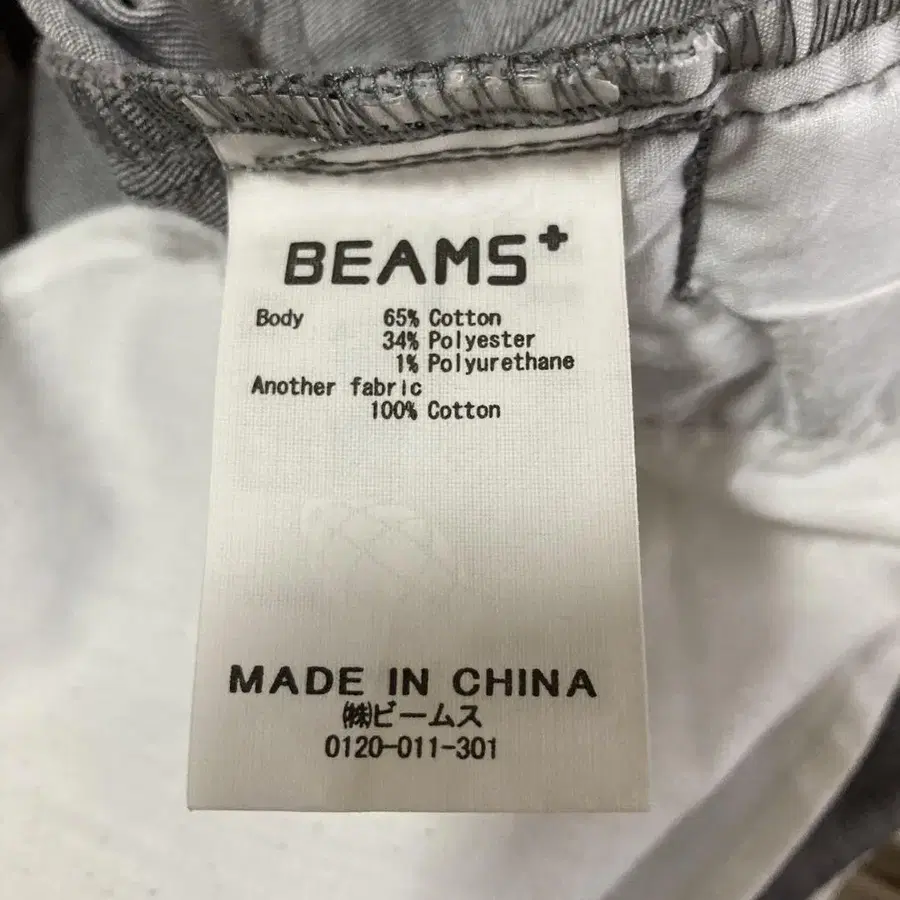 BEAMS+
Body 65% Cotton
34% Polyester
1% Polyurethane
Another fabric
100% Cotton
MADE IN CHINA
㈱ビームス
0120-011-301